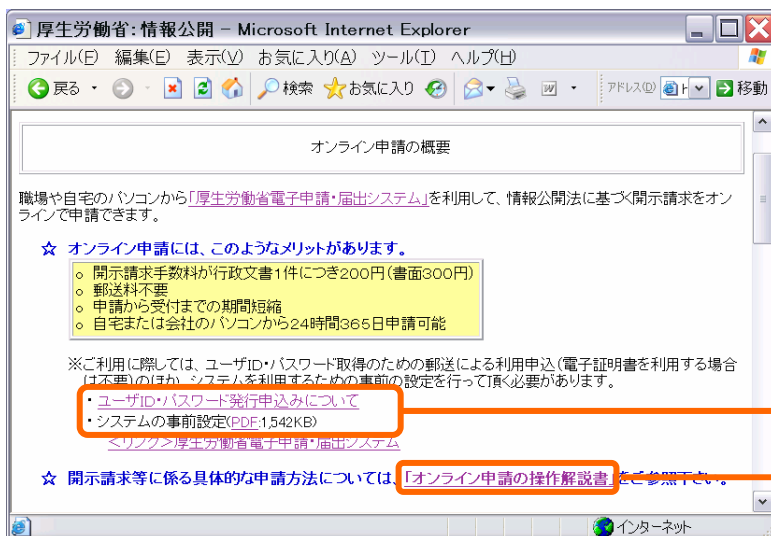 厚生労働省：情報公開 － Microsoft Internet Explorer
ファイル(F) 編集(E) 表示(V) お気に入り(A) ツール(T) ヘルプ(H)
戻る 検索 お気に入り アドレス(D) 移動
オンライン申請の概要
職場や自宅のパソコンから「厚生労働省電子申請・届出システム」を利用して、情報公開法に基づく開示請求をオン
ラインで申請できます。
☆ オンライン申請には、このようなメリットがあります。
○ 開示請求手数料が行政文書1件につき200円(書面300円)
○ 郵送料不要
○ 申請から受付までの期間短縮
○ 自宅または会社のパソコンから24時間365日申請可能
※ご利用に際しては、ユーザID・パスワード取得のための郵送による利用申込(電子証明書を利用する場合
は不要)のほか、システムを利用するための事前の設定を行って頂く必要があります。
・ユーザID・パスワード発行申込みについて
・システムの事前設定(PDF:1,542KB)
<リンク>厚生労働省電子申請・届出システム
☆ 開示請求等に係る具体的な申請方法については、「オンライン申請の操作解説書」をご参照下さい。
インターネット